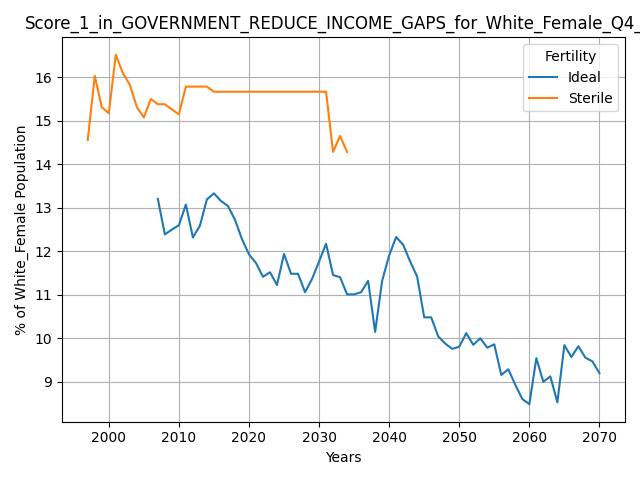 Score_1_in_GOVERNMENT_REDUCE_INCOME_GAPS_for_White_Female_Q4_
Fertility
Ideal
Sterile
16
15
14
13
12
11
10
9
% of White_Female Population
2000 2010 2020 2030 2040 2050 2060 2070
Years